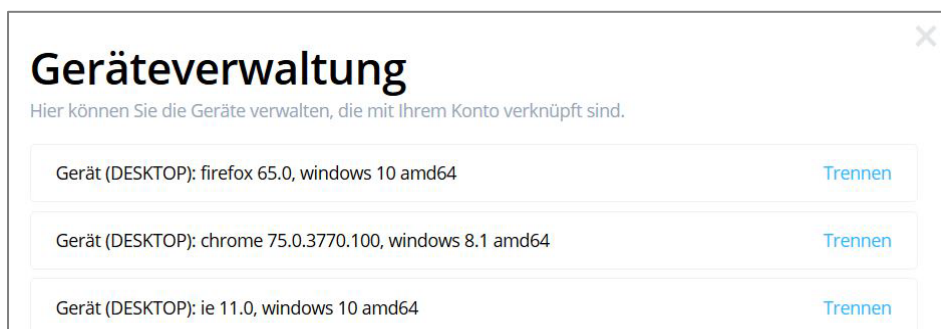 Geräteverwaltung
Hier können Sie die Geräte verwalten, die mit Ihrem Konto verknüpft sind.
Gerät (DESKTOP): firefox 65.0, windows 10 amd64 Trennen
Gerät (DESKTOP): chrome 75.0.3770.100, windows 8.1 amd64 Trennen
Gerät (DESKTOP): ie 11.0, windows 10 amd64 Trennen